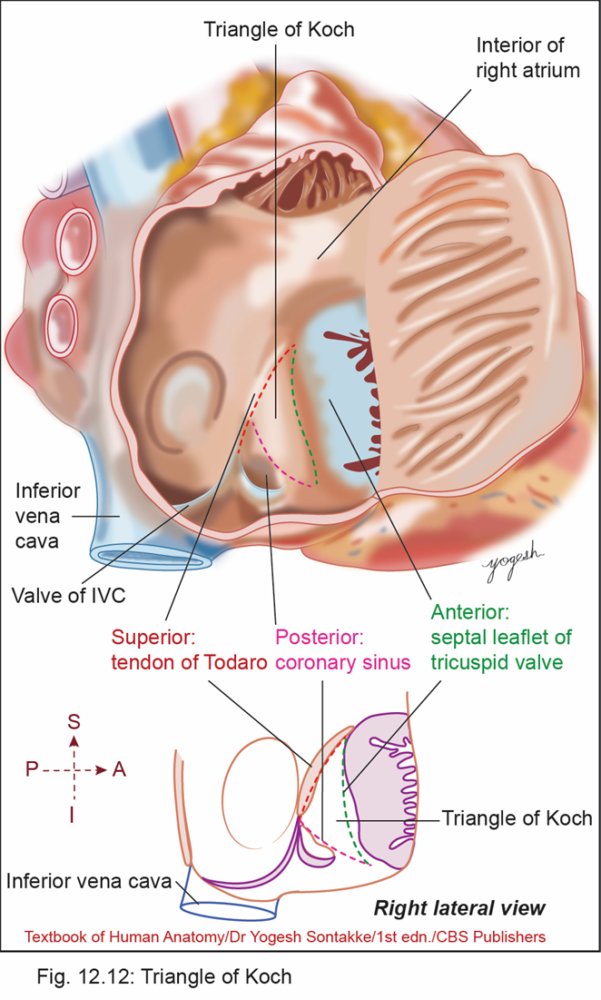 Triangle of Koch
Interior of
right atrium
Inferior
vena
cava
yogesh
Valve of IVC
Anterior:
septal leaflet of
tricuspid valve
Superior:
tendon of Todaro
Posterior:
coronary sinus
S
P
A
I
Triangle of Koch
Inferior vena cava
Right lateral view
Textbook of Human Anatomy/Dr Yogesh Sontakke/1st edn./CBS Publishers
Fig. 12.12: Triangle of Koch